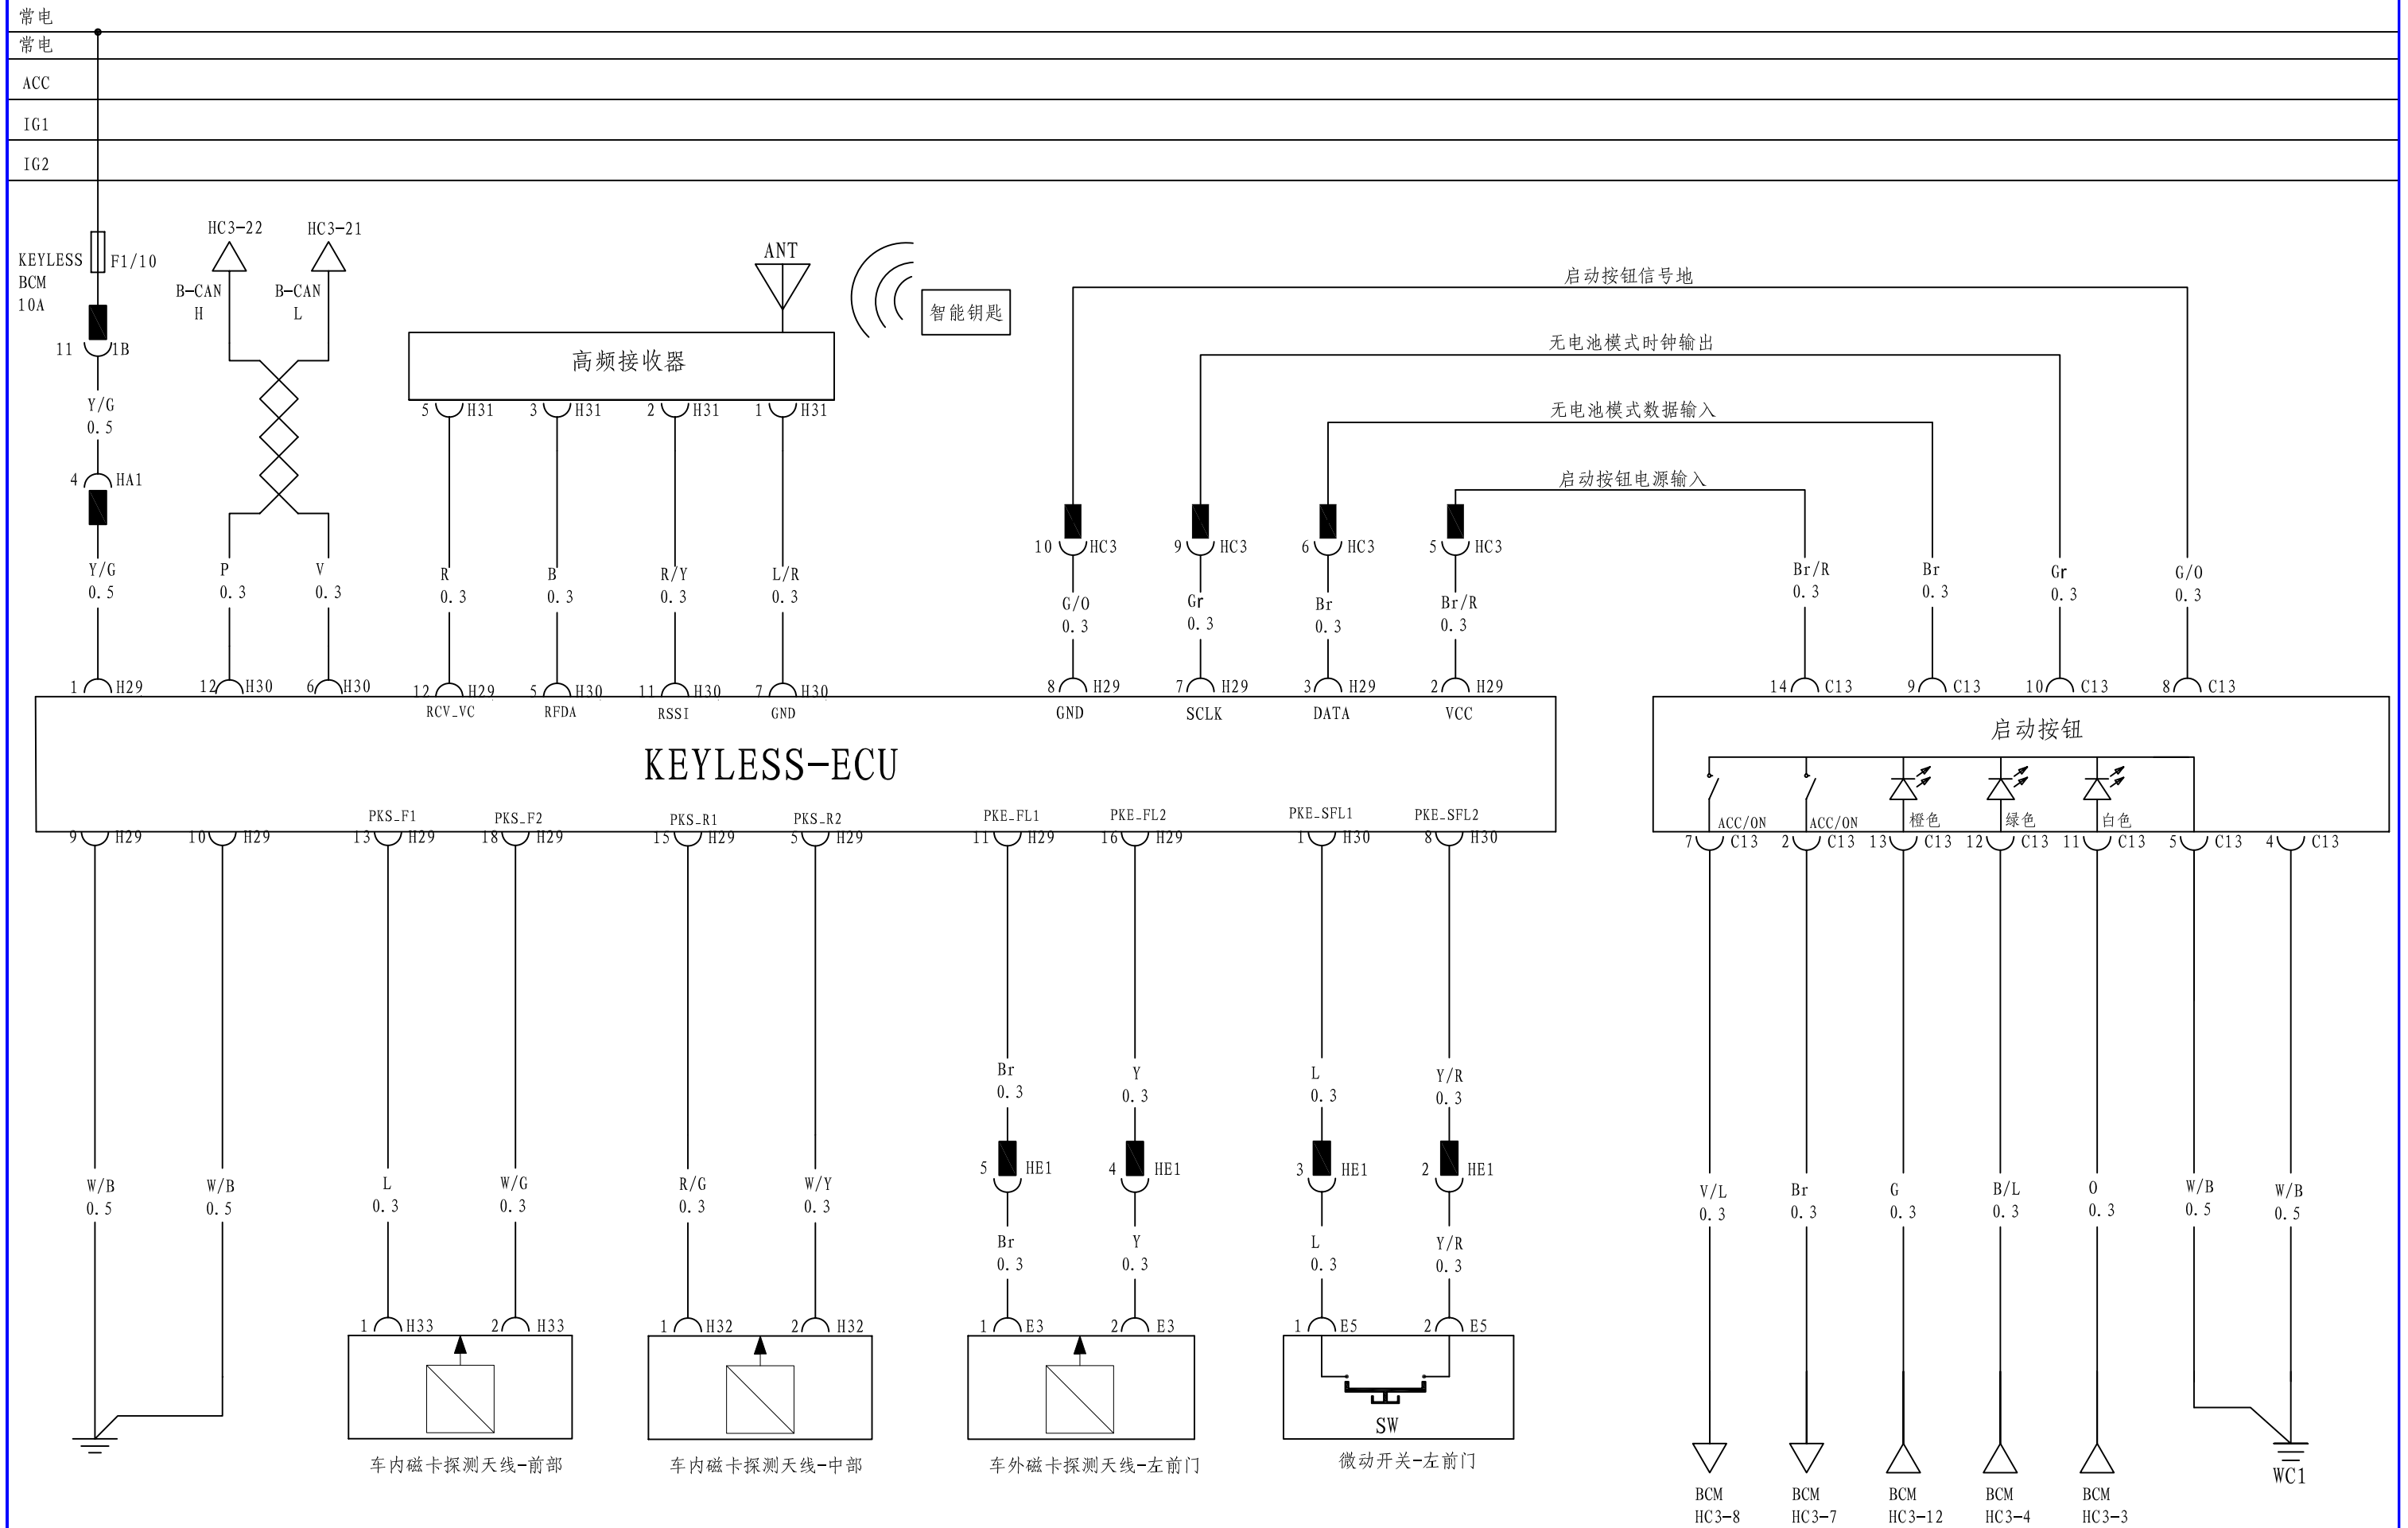 常电
常电
ACC
IG1
IG2
HC3-22
HC3-21
ANT
KEYLESS
BCM
10A
F1/10
B-CAN
H
B-CAN
L
智能钥匙
启动按钮信号地
无电池模式时钟输出
无电池模式数据输入
启动按钮电源输入
11 1B
高频接收器
5 H31
3 H31
2 H31
1 H31
Y/G
0.5
4 HA1
10 HC3
9 HC3
6 HC3
5 HC3
Y/G
0.5
P
0.3
V
0.3
R
0.3
B
0.3
R/Y
0.3
L/R
0.3
G/O
0.3
Gr
0.3
Br
0.3
Br/R
0.3
Br/R
0.3
Br
0.3
Gr
0.3
G/O
0.3
1 H29
12 H30
6 H30
12 H29
5 H30
11 H30
7 H30
8 H29
7 H29
3 H29
2 H29
14 C13
9 C13
10 C13
8 C13
RCV_VC
RFDA
RSSI
GND
GND
SCLK
DATA
VCC
KEYLESS-ECU
启动按钮
PKS_F1
PKS_F2
PKS_R1
PKS_R2
PKE_FL1
PKE_FL2
PKE_SFL1
PKE_SFL2
ACC/ON
ACC/ON
橙色
绿色
白色
9 H29
10 H29
13 H29
18 H29
15 H29
5 H29
11 H29
16 H29
1 H30
8 H30
7 C13
2 C13
13 C13
12 C13
11 C13
5 C13
4 C13
Br
0.3
Y
0.3
L
0.3
Y/R
0.3
5 HE1
4 HE1
3 HE1
2 HE1
W/B
0.5
W/B
0.5
L
0.3
W/G
0.3
R/G
0.3
W/Y
0.3
Br
0.3
Y
0.3
L
0.3
Y/R
0.3
V/L
0.3
Br
0.3
G
0.3
B/L
0.3
O
0.3
W/B
0.5
W/B
0.5
1 H33
2 H33
1 H32
2 H32
1 E3
2 E3
1 E5
2 E5
SW
车内磁卡探测天线-前部
车内磁卡探测天线-中部
车外磁卡探测天线-左前门
微动开关-左前门
WC1
BCM
HC3-8
BCM
HC3-7
BCM
HC3-12
BCM
HC3-4
BCM
HC3-3